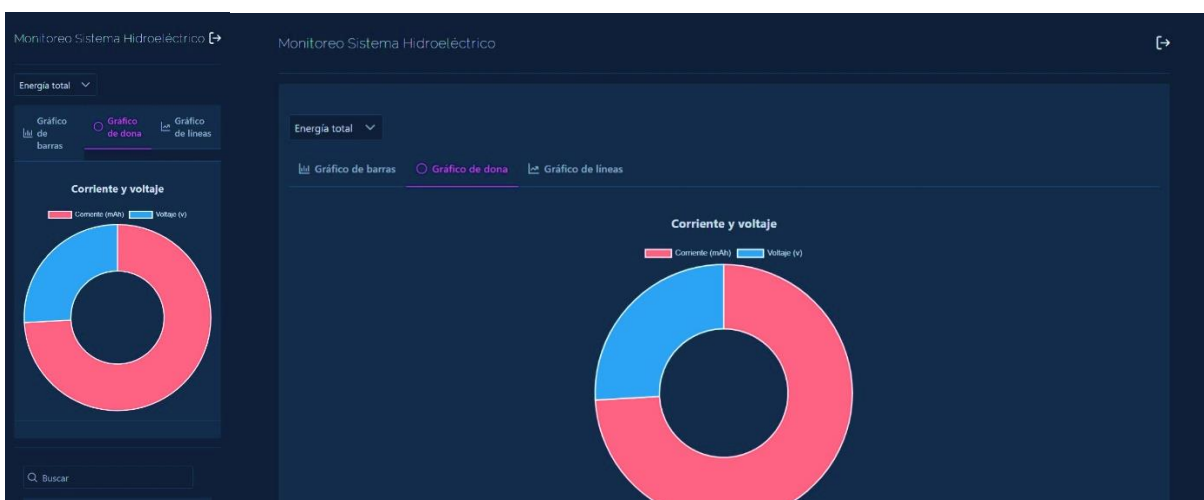 Monitoreo Sistema Hidroeléctrico
Energía total
Gráfico
de
barras
Gráfico
de dona
Gráfico
de líneas
Corriente y voltaje
Corriente (mAh) Voltaje (v)
Buscar
Monitoreo Sistema Hidroeléctrico
Energía total
Gráfico de barras Gráfico de dona Gráfico de líneas
Corriente y voltaje
Corriente (mAh) Voltaje (v)